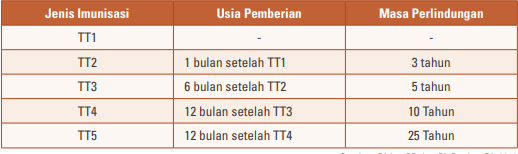 Jenis Imunisasi Usia Pemberian Masa Perlindungan
TT1 - -
TT2 1 bulan setelah TT1 3 tahun
TT3 6 bulan setelah TT2 5 tahun
TT4 12 bulan setelah TT3 10 Tahun
TT5 12 bulan setelah TT4 25 Tahun